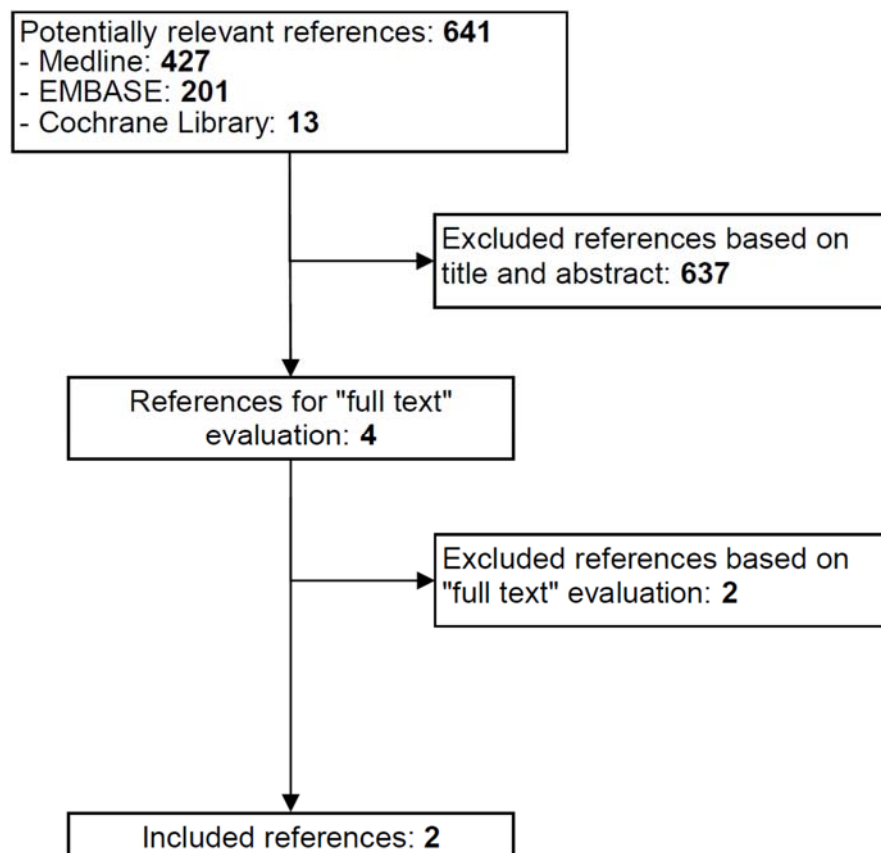 Potentially relevant references: 641
- Medline: 427
- EMBASE: 201
- Cochrane Library: 13
Excluded references based on
title and abstract: 637
References for "full text"
evaluation: 4
Excluded references based on
"full text" evaluation: 2
Included references: 2